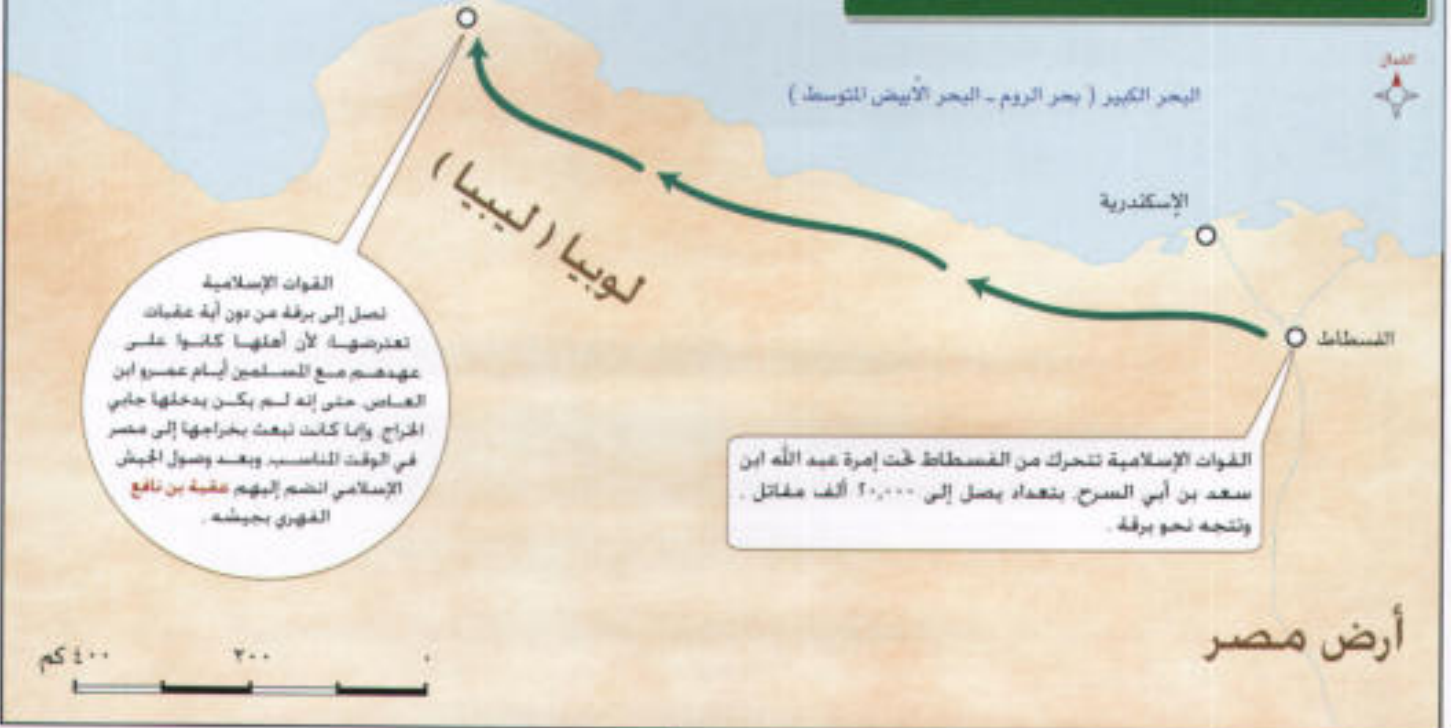 الشمال
البحر الكبير ( بحر الروم - البحر الأبيض المتوسط )
الإسكندرية
لوبيا ( ليبيا )
الفسطاط
القوات الإسلامية
تصل إلى برقة من دون أية عقبات
تعترضها، لأن أهلها كانوا على
عهدهم مع المسلمين أيام عمرو ابن
العاص. حتى إنه لم يكن يدخلها جابي
الخراج. وإنما كانت تبعث بخراجها إلى مصر
في الوقت المناسب. وبعد وصول الجيش
الإسلامي انضم إليهم عقبة بن نافع
الفهري بجيشه .
القوات الإسلامية تتحرك من الفسطاط تحت إمرة عبد الله ابن
سعد بن أبي السرح. بتعداد يصل إلى ٢٠,٠٠٠ ألف مقاتل .
وتتجه نحو برقة .
أرض مصر
٠ ٢٠٠ ٤٠٠ كم